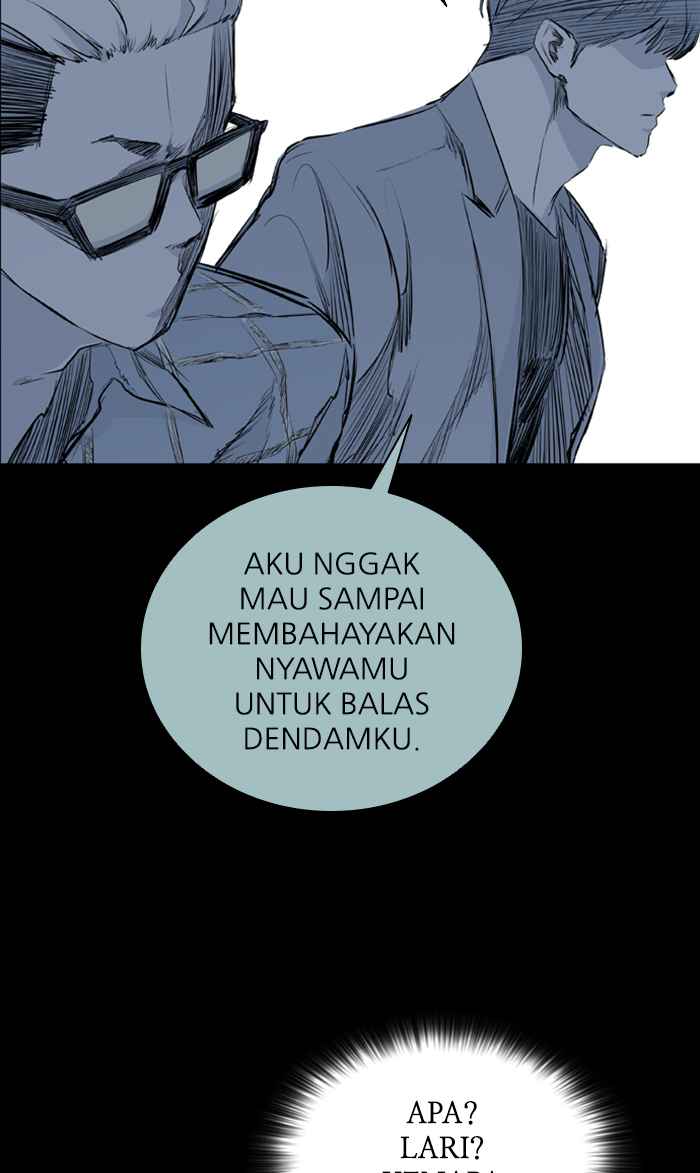 AKU NGGAK
MAU SAMPAI
MEMBAHAYAKAN
NYAWAMU
UNTUK BALAS
DENDAMKU.
APA?
LARI?